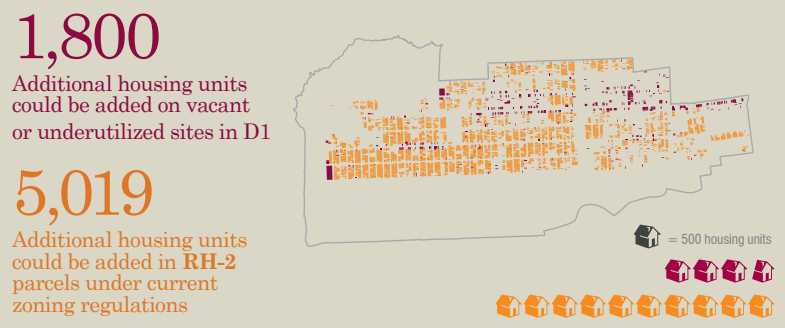 1,800
Additional housing units
could be added on vacant
or underutilized sites in D1
5,019
Additional housing units
could be added in RH-2
parcels under current
zoning regulations
= 500 housing units